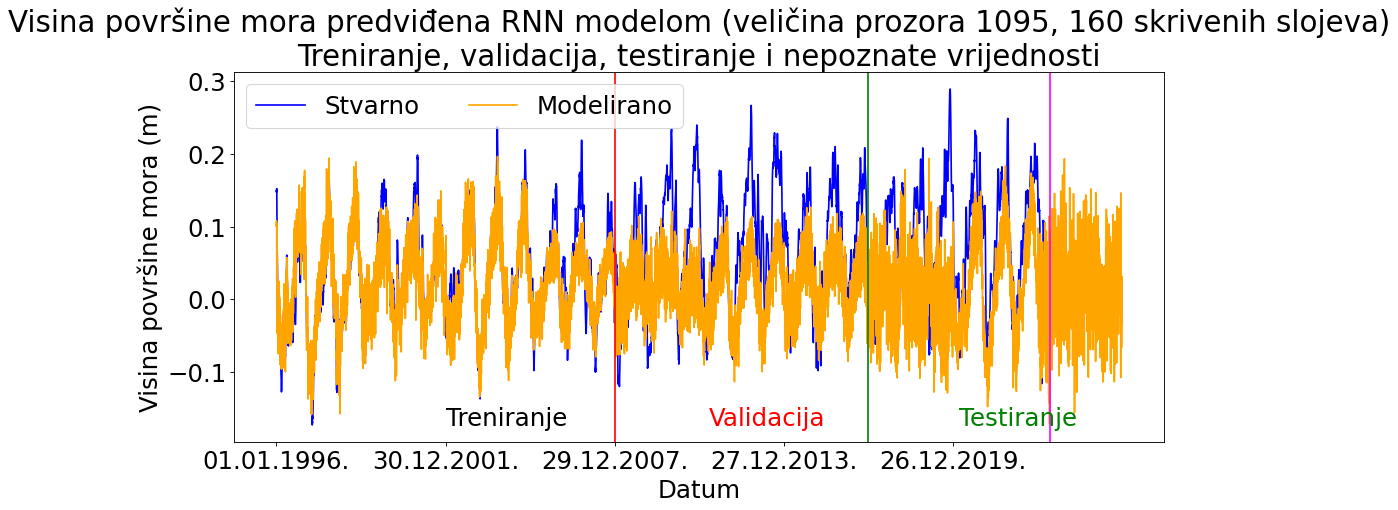 Visina površine mora predviđena RNN modelom (veličina prozora 1095, 160 skrivenih slojeva)
Treniranje, validacija, testiranje i nepoznate vrijednosti
Stvarno Modelirano
Visina površine mora (m)
0.3
0.2
0.1
0.0
−0.1
Treniranje Validacija Testiranje
01.01.1996. 30.12.2001. 29.12.2007. 27.12.2013. 26.12.2019.
Datum